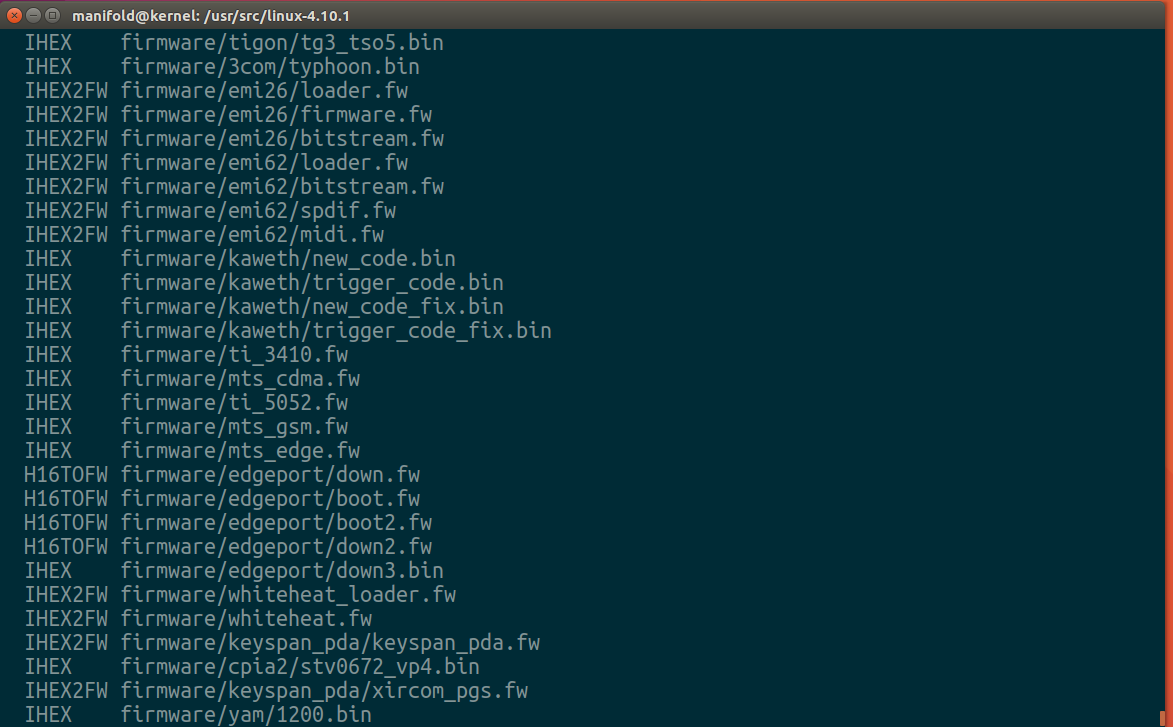 manifold@kernel: /usr/src/linux-4.10.1
IHEX    firmware/tigon/tg3_tso5.bin
IHEX    firmware/3com/typhoon.bin
IHEX2FW firmware/emi26/loader.fw
IHEX2FW firmware/emi26/firmware.fw
IHEX2FW firmware/emi26/bitstream.fw
IHEX2FW firmware/emi62/loader.fw
IHEX2FW firmware/emi62/bitstream.fw
IHEX2FW firmware/emi62/spdif.fw
IHEX2FW firmware/emi62/midi.fw
IHEX    firmware/kaweth/new_code.bin
IHEX    firmware/kaweth/trigger_code.bin
IHEX    firmware/kaweth/new_code_fix.bin
IHEX    firmware/kaweth/trigger_code_fix.bin
IHEX    firmware/ti_3410.fw
IHEX    firmware/mts_cdma.fw
IHEX    firmware/ti_5052.fw
IHEX    firmware/mts_gsm.fw
IHEX    firmware/mts_edge.fw
H16TOFW firmware/edgeport/down.fw
H16TOFW firmware/edgeport/boot.fw
H16TOFW firmware/edgeport/boot2.fw
H16TOFW firmware/edgeport/down2.fw
IHEX    firmware/edgeport/down3.bin
IHEX2FW firmware/whiteheat_loader.fw
IHEX2FW firmware/whiteheat.fw
IHEX2FW firmware/keyspan_pda/keyspan_pda.fw
IHEX    firmware/cpia2/stv0672_vp4.bin
IHEX2FW firmware/keyspan_pda/xircom_pgs.fw
IHEX    firmware/yam/1200.bin